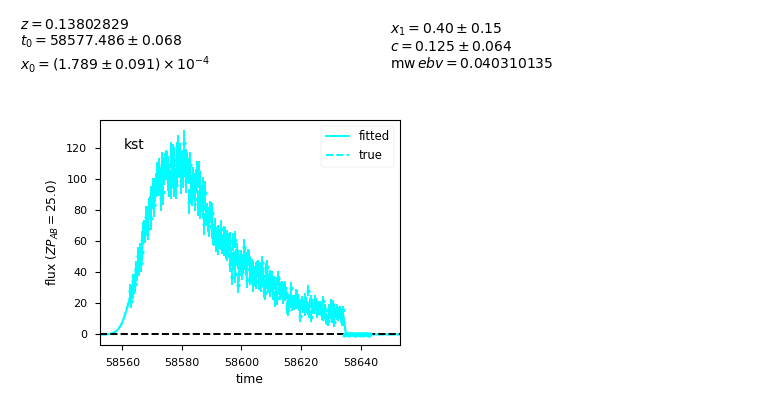 z = 0.13802829
t₀ = 58577.486 ± 0.068
x₀ = (1.789 ± 0.091) × 10⁻⁴
x₁ = 0.40 ± 0.15
c = 0.125 ± 0.064
mw ebv = 0.040310135
kst
fitted
true
120
100
80
60
40
20
0
flux (ZP_AB = 25.0)
58560 58580 58600 58620 58640
time